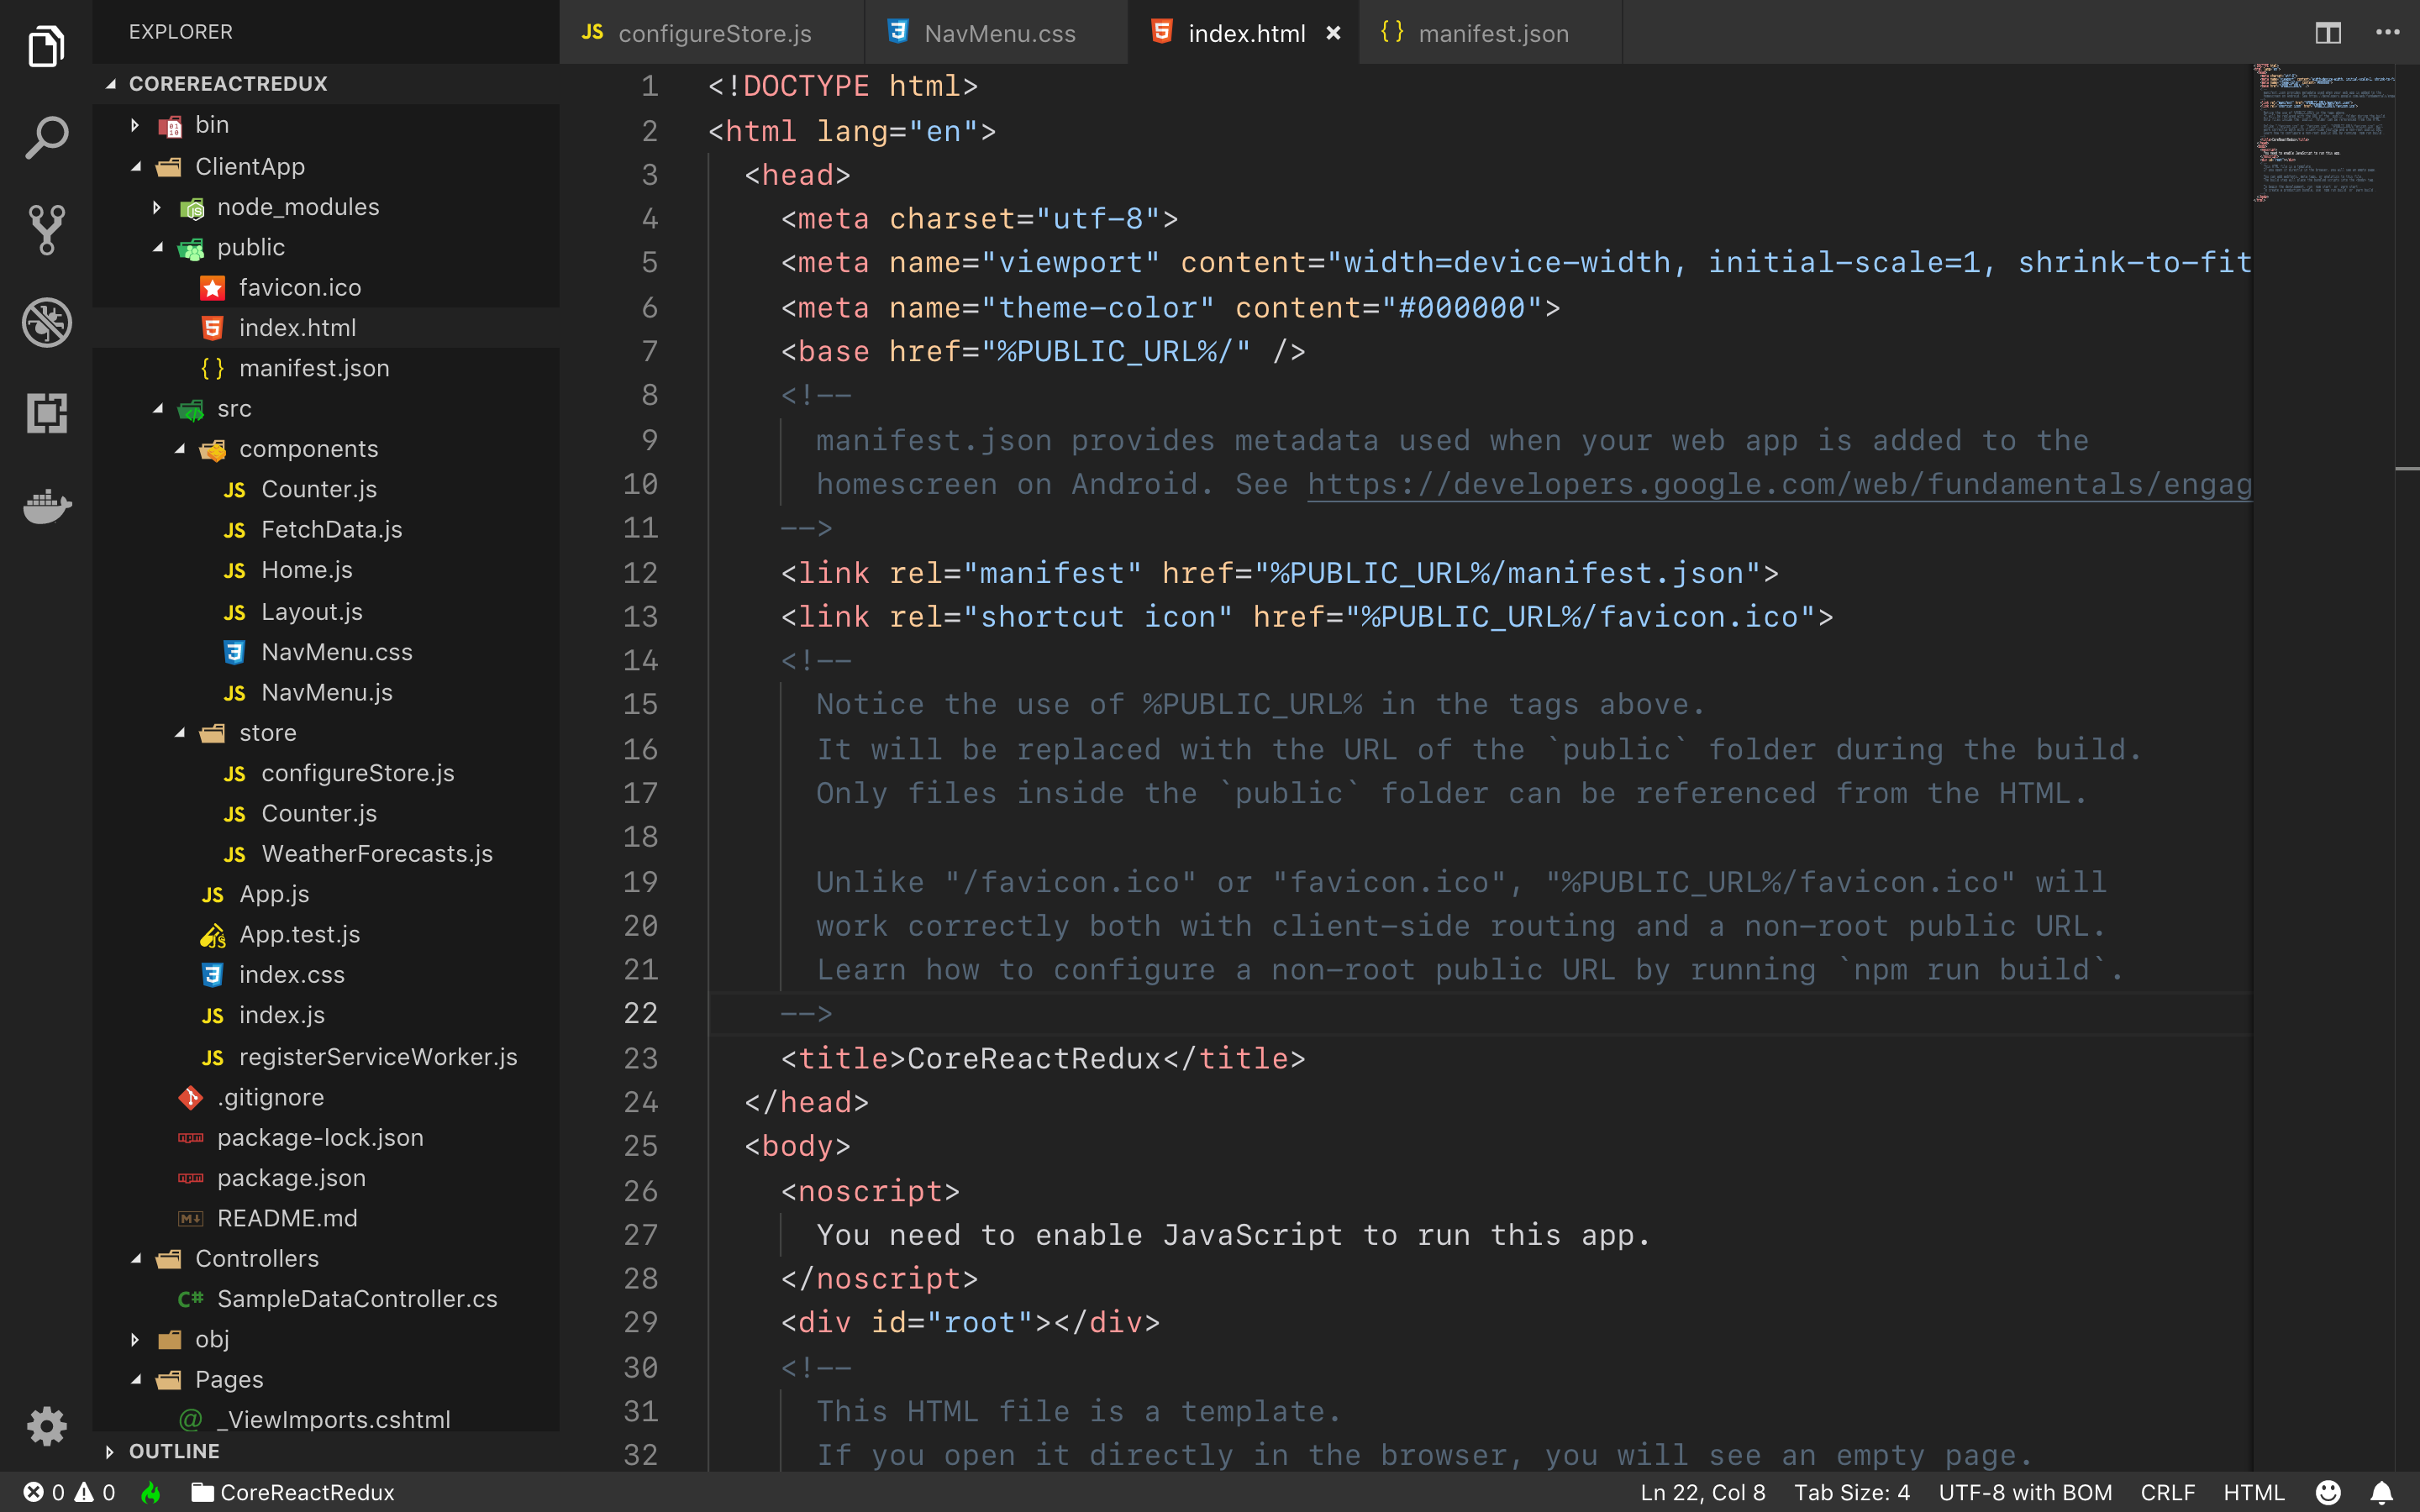 EXPLORER
COREREACTREDUX
bin
ClientApp
node_modules
public
favicon.ico
index.html
manifest.json
src
components
Counter.js
FetchData.js
Home.js
Layout.js
NavMenu.css
NavMenu.js
store
configureStore.js
Counter.js
WeatherForecasts.js
App.js
App.test.js
index.css
index.js
registerServiceWorker.js
.gitignore
package-lock.json
package.json
README.md
Controllers
SampleDataController.cs
obj
Pages
_ViewImports.cshtml
OUTLINE
configureStore.js NavMenu.css index.html manifest.json
1 <!DOCTYPE html>
2 <html lang="en">
3 <head>
4 <meta charset="utf-8">
5 <meta name="viewport" content="width=device-width, initial-scale=1, shrink-to-fit
6 <meta name="theme-color" content="#000000">
7 <base href="%PUBLIC_URL%/" />
8 <!--
9 manifest.json provides metadata used when your web app is added to the
10 homescreen on Android. See https://developers.google.com/web/fundamentals/engag
11 -->
12 <link rel="manifest" href="%PUBLIC_URL%/manifest.json">
13 <link rel="shortcut icon" href="%PUBLIC_URL%/favicon.ico">
14 <!--
15 Notice the use of %PUBLIC_URL% in the tags above.
16 It will be replaced with the URL of the `public` folder during the build.
17 Only files inside the `public` folder can be referenced from the HTML.
18
19 Unlike "/favicon.ico" or "favicon.ico", "%PUBLIC_URL%/favicon.ico" will
20 work correctly both with client-side routing and a non-root public URL.
21 Learn how to configure a non-root public URL by running `npm run build`.
22 -->
23 <title>CoreReactRedux</title>
24 </head>
25 <body>
26 <noscript>
27 You need to enable JavaScript to run this app.
28 </noscript>
29 <div id="root"></div>
30 <!--
31 This HTML file is a template.
32 If you open it directly in the browser, you will see an empty page.
0 0 CoreReactRedux Ln 22, Col 8 Tab Size: 4 UTF-8 with BOM CRLF HTML